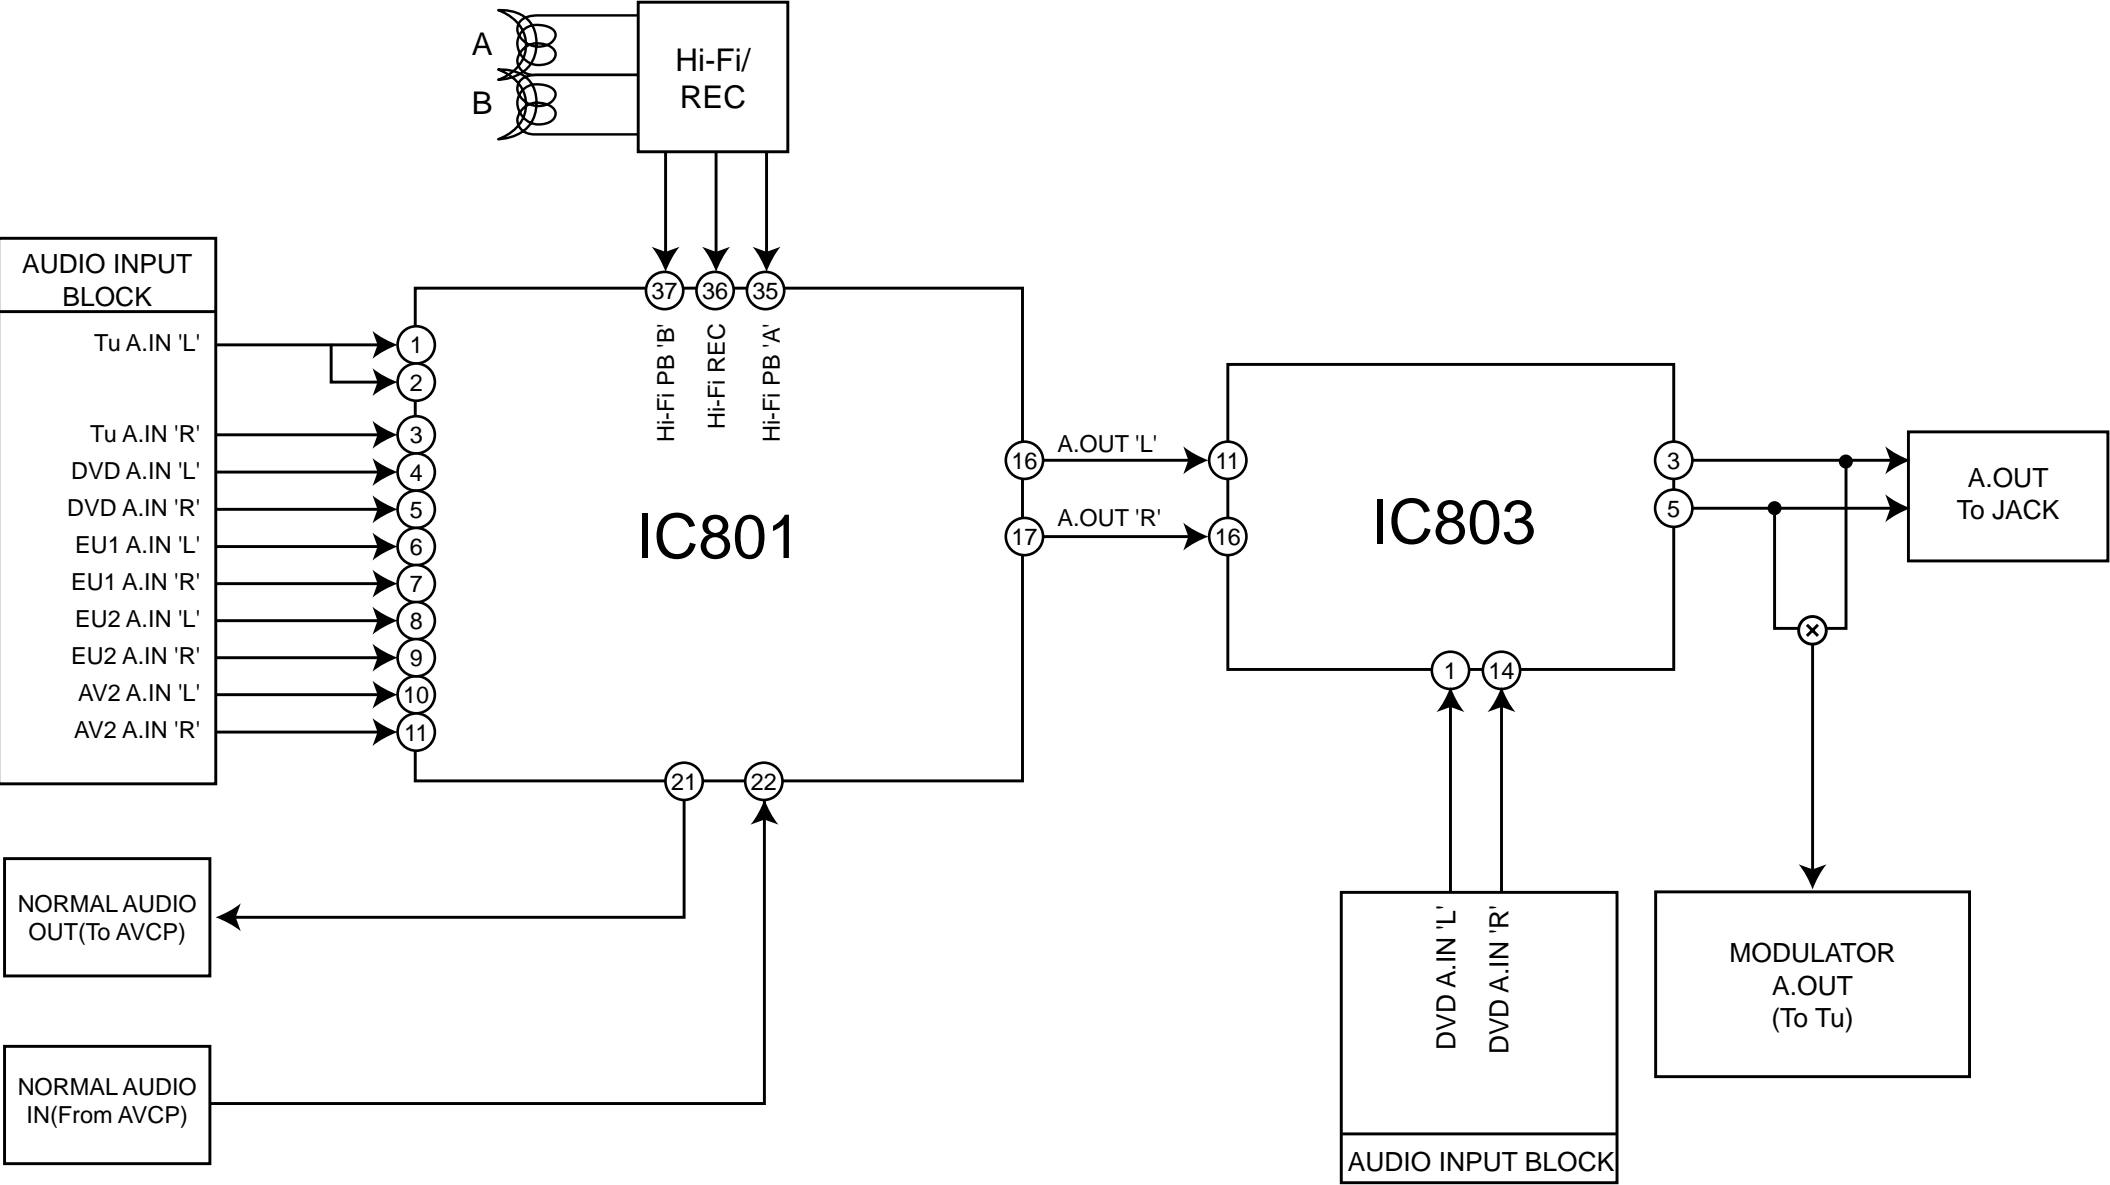 A
B
Hi-Fi/
REC
AUDIO INPUT
BLOCK
Tu A.IN 'L'
Tu A.IN 'R'
DVD A.IN 'L'
DVD A.IN 'R'
EU1 A.IN 'L'
EU1 A.IN 'R'
EU2 A.IN 'L'
EU2 A.IN 'R'
AV2 A.IN 'L'
AV2 A.IN 'R'
1
2
3
4
5
6
7
8
9
10
11
37
36
35
Hi-Fi PB 'B'
Hi-Fi REC
Hi-Fi PB 'A'
IC801
16
17
21
22
A.OUT 'L'
A.OUT 'R'
11
16
IC803
3
5
1
14
A.OUT
To JACK
NORMAL AUDIO
OUT(To AVCP)
NORMAL AUDIO
IN(From AVCP)
DVD A.IN 'L'
DVD A.IN 'R'
AUDIO INPUT BLOCK
MODULATOR
A.OUT
(To Tu)